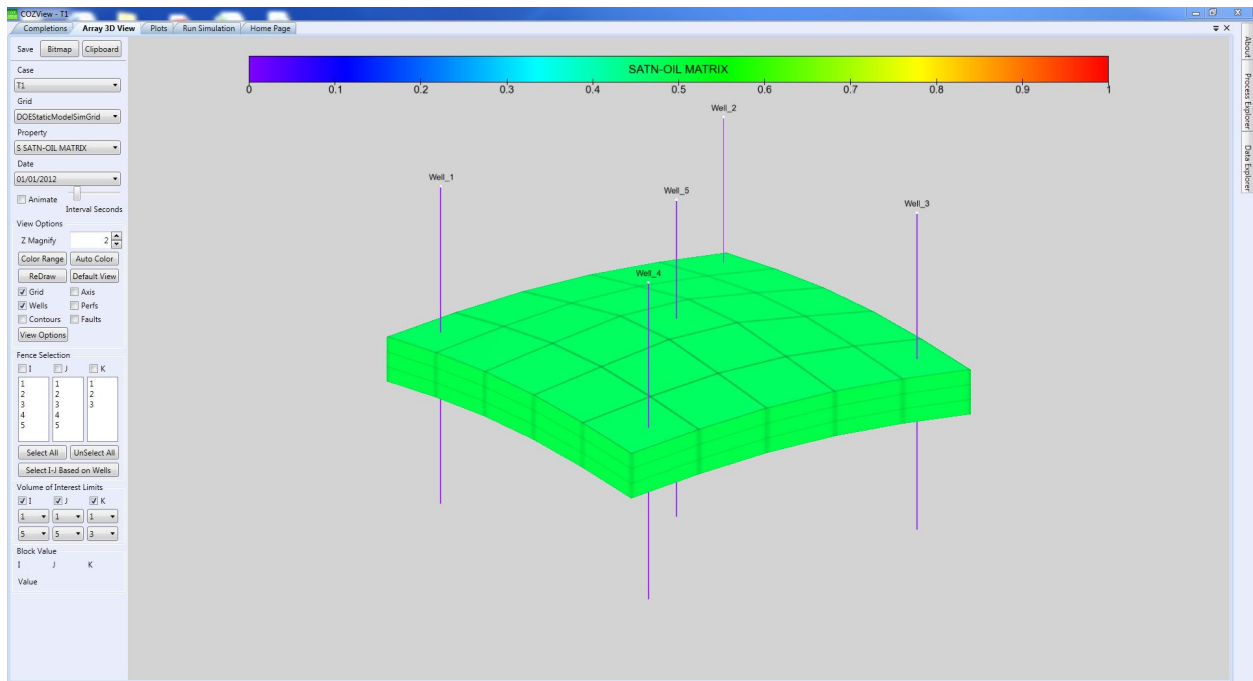 COZView - T1
Completions Array 3D View Plots Run Simulation Home Page
Save Bitmap Clipboard
Case
T1
Grid
DOEStaticModelSimGrid
Property
S SATN-OIL MATRIX
Date
01/01/2012
Animate
Interval Seconds
View Options
Z Magnify 2
Color Range Auto Color
ReDraw Default View
Grid Axis
Wells Perfs
Contours Faults
View Options
Fence Selection
I J K
1 1 1
2 2 2
3 3 3
4 4
5 5
Select All UnSelect All
Select I-J Based on Wells
Volume of Interest Limits
I J K
1 1 1
5 5 3
Block Value
I J K
Value
SATN-OIL MATRIX
0 0.1 0.2 0.3 0.4 0.5 0.6 0.7 0.8 0.9 1
Well_2
Well_1
Well_5
Well_3
Well_4
About
Process Explorer
Data Explorer